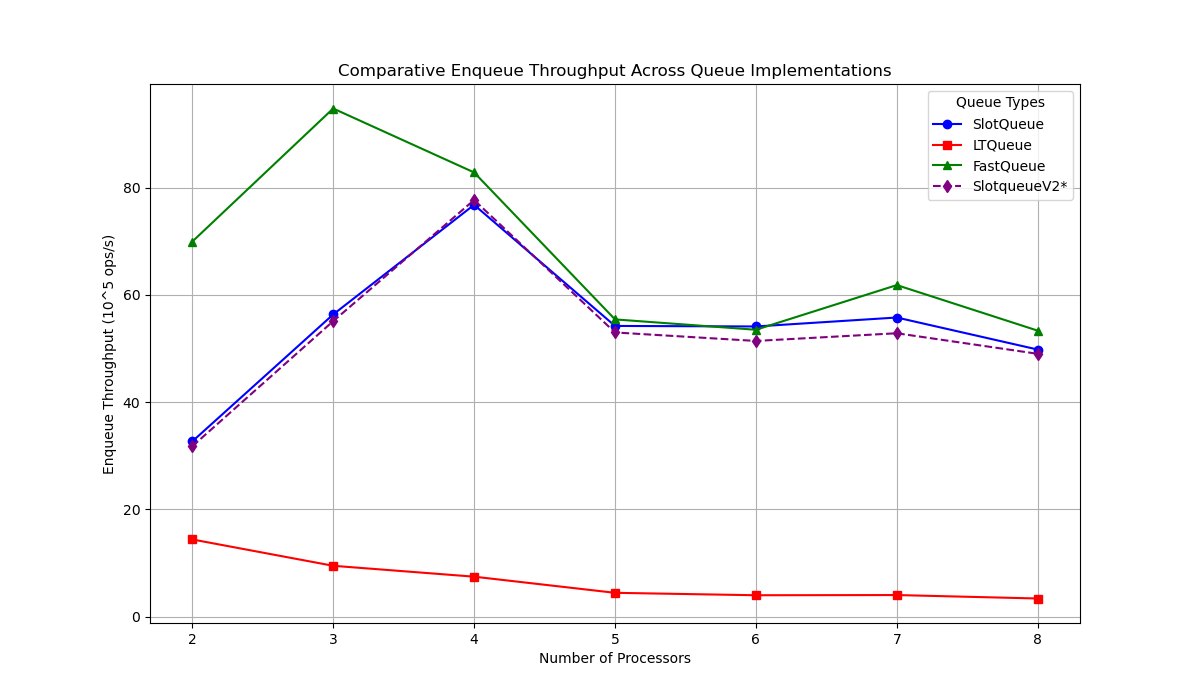 Comparative Enqueue Throughput Across Queue Implementations
Queue Types
SlotQueue
LTQueue
FastQueue
SlotqueueV2*
Enqueue Throughput (10^5 ops/s)
80
60
40
20
0
2 3 4 5 6 7 8
Number of Processors